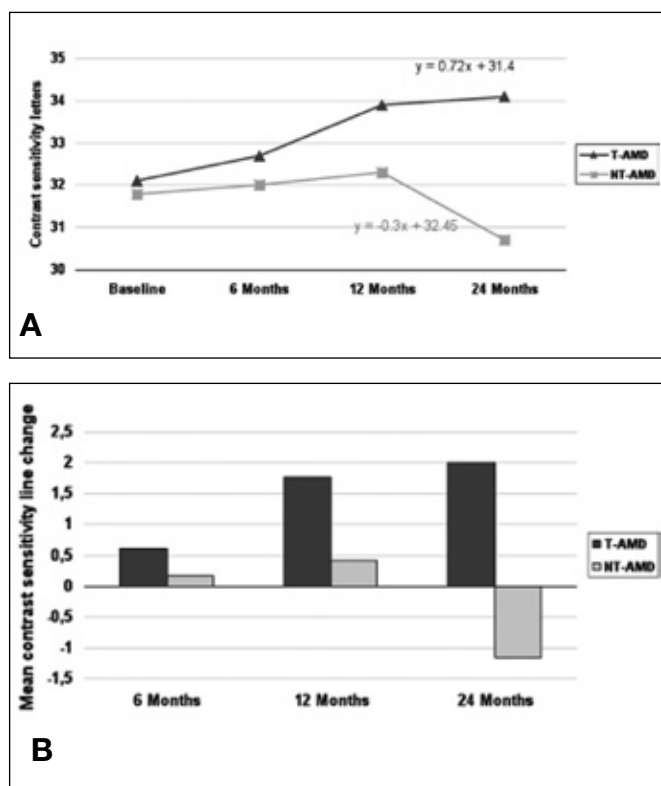 35
y = 0.72x + 31.4
34
33
32
31
30
Contrast sensitivity letters
T-AMD
NT-AMD
y = -0.3x + 32.45
Baseline 6 Months 12 Months 24 Months
A
2,5
2
1,5
1
0,5
0
-0,5
-1
-1,5
Mean contrast sensitivity line change
T-AMD
NT-AMD
6 Months 12 Months 24 Months
B